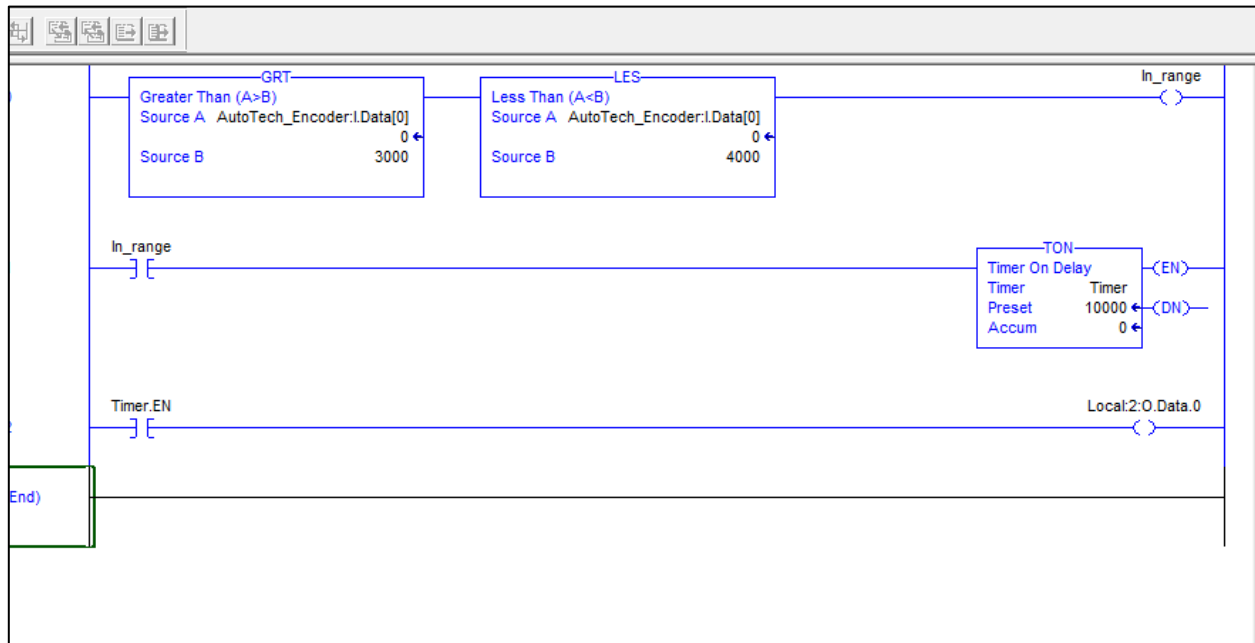 GRT
Greater Than (A>B)
Source A AutoTech_Encoder:I.Data[0]
0
Source B 3000
LES
Less Than (A<B)
Source A AutoTech_Encoder:I.Data[0]
0
Source B 4000
In_range
In_range
TON
Timer On Delay
Timer Timer
Preset 10000
Accum 0
EN
DN
Timer.EN
Local:2:O.Data.0
End)